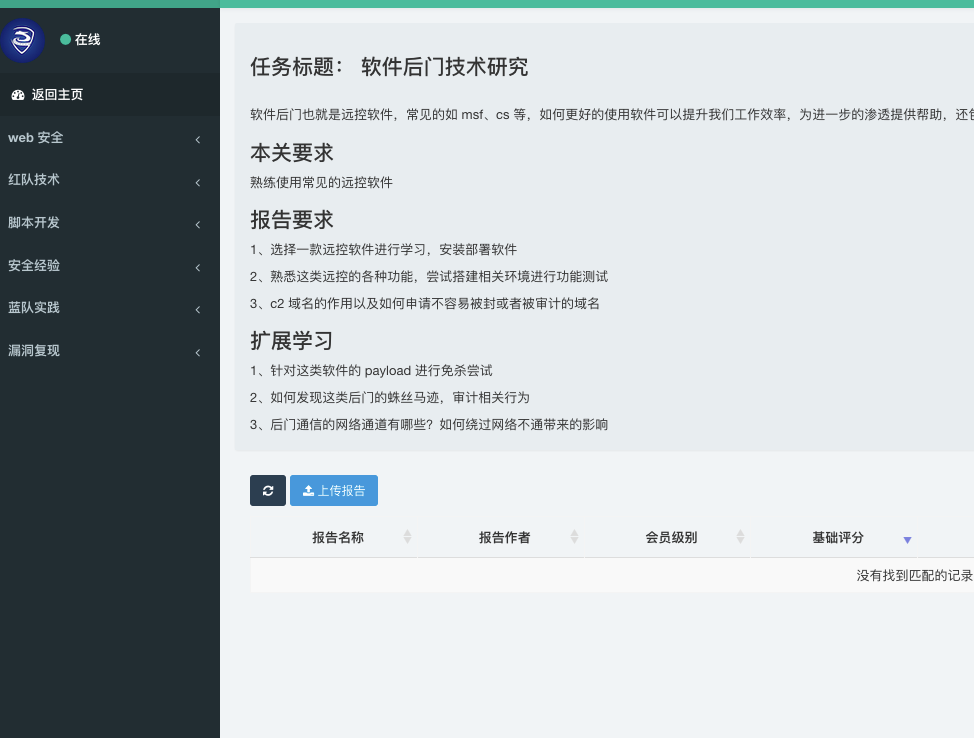 在线
返回主页
web 安全
红队技术
脚本开发
安全经验
蓝队实践
漏洞复现
任务标题： 软件后门技术研究
软件后门也就是远控软件，常见的如 msf、cs 等，如何更好的使用软件可以提升我们工作效率，为进一步的渗透提供帮助，还
本关要求
熟练使用常见的远控软件
报告要求
1、选择一款远控软件进行学习，安装部署软件
2、熟悉这类远控的各种功能，尝试搭建相关环境进行功能测试
3、c2 域名的作用以及如何申请不容易被封或者被审计的域名
扩展学习
1、针对这类软件的 payload 进行免杀尝试
2、如何发现这类后门的蛛丝马迹，审计相关行为
3、后门通信的网络通道有哪些？如何绕过网络不通带来的影响
上传报告
报告名称 报告作者 会员级别 基础评分
没有找到匹配的记录